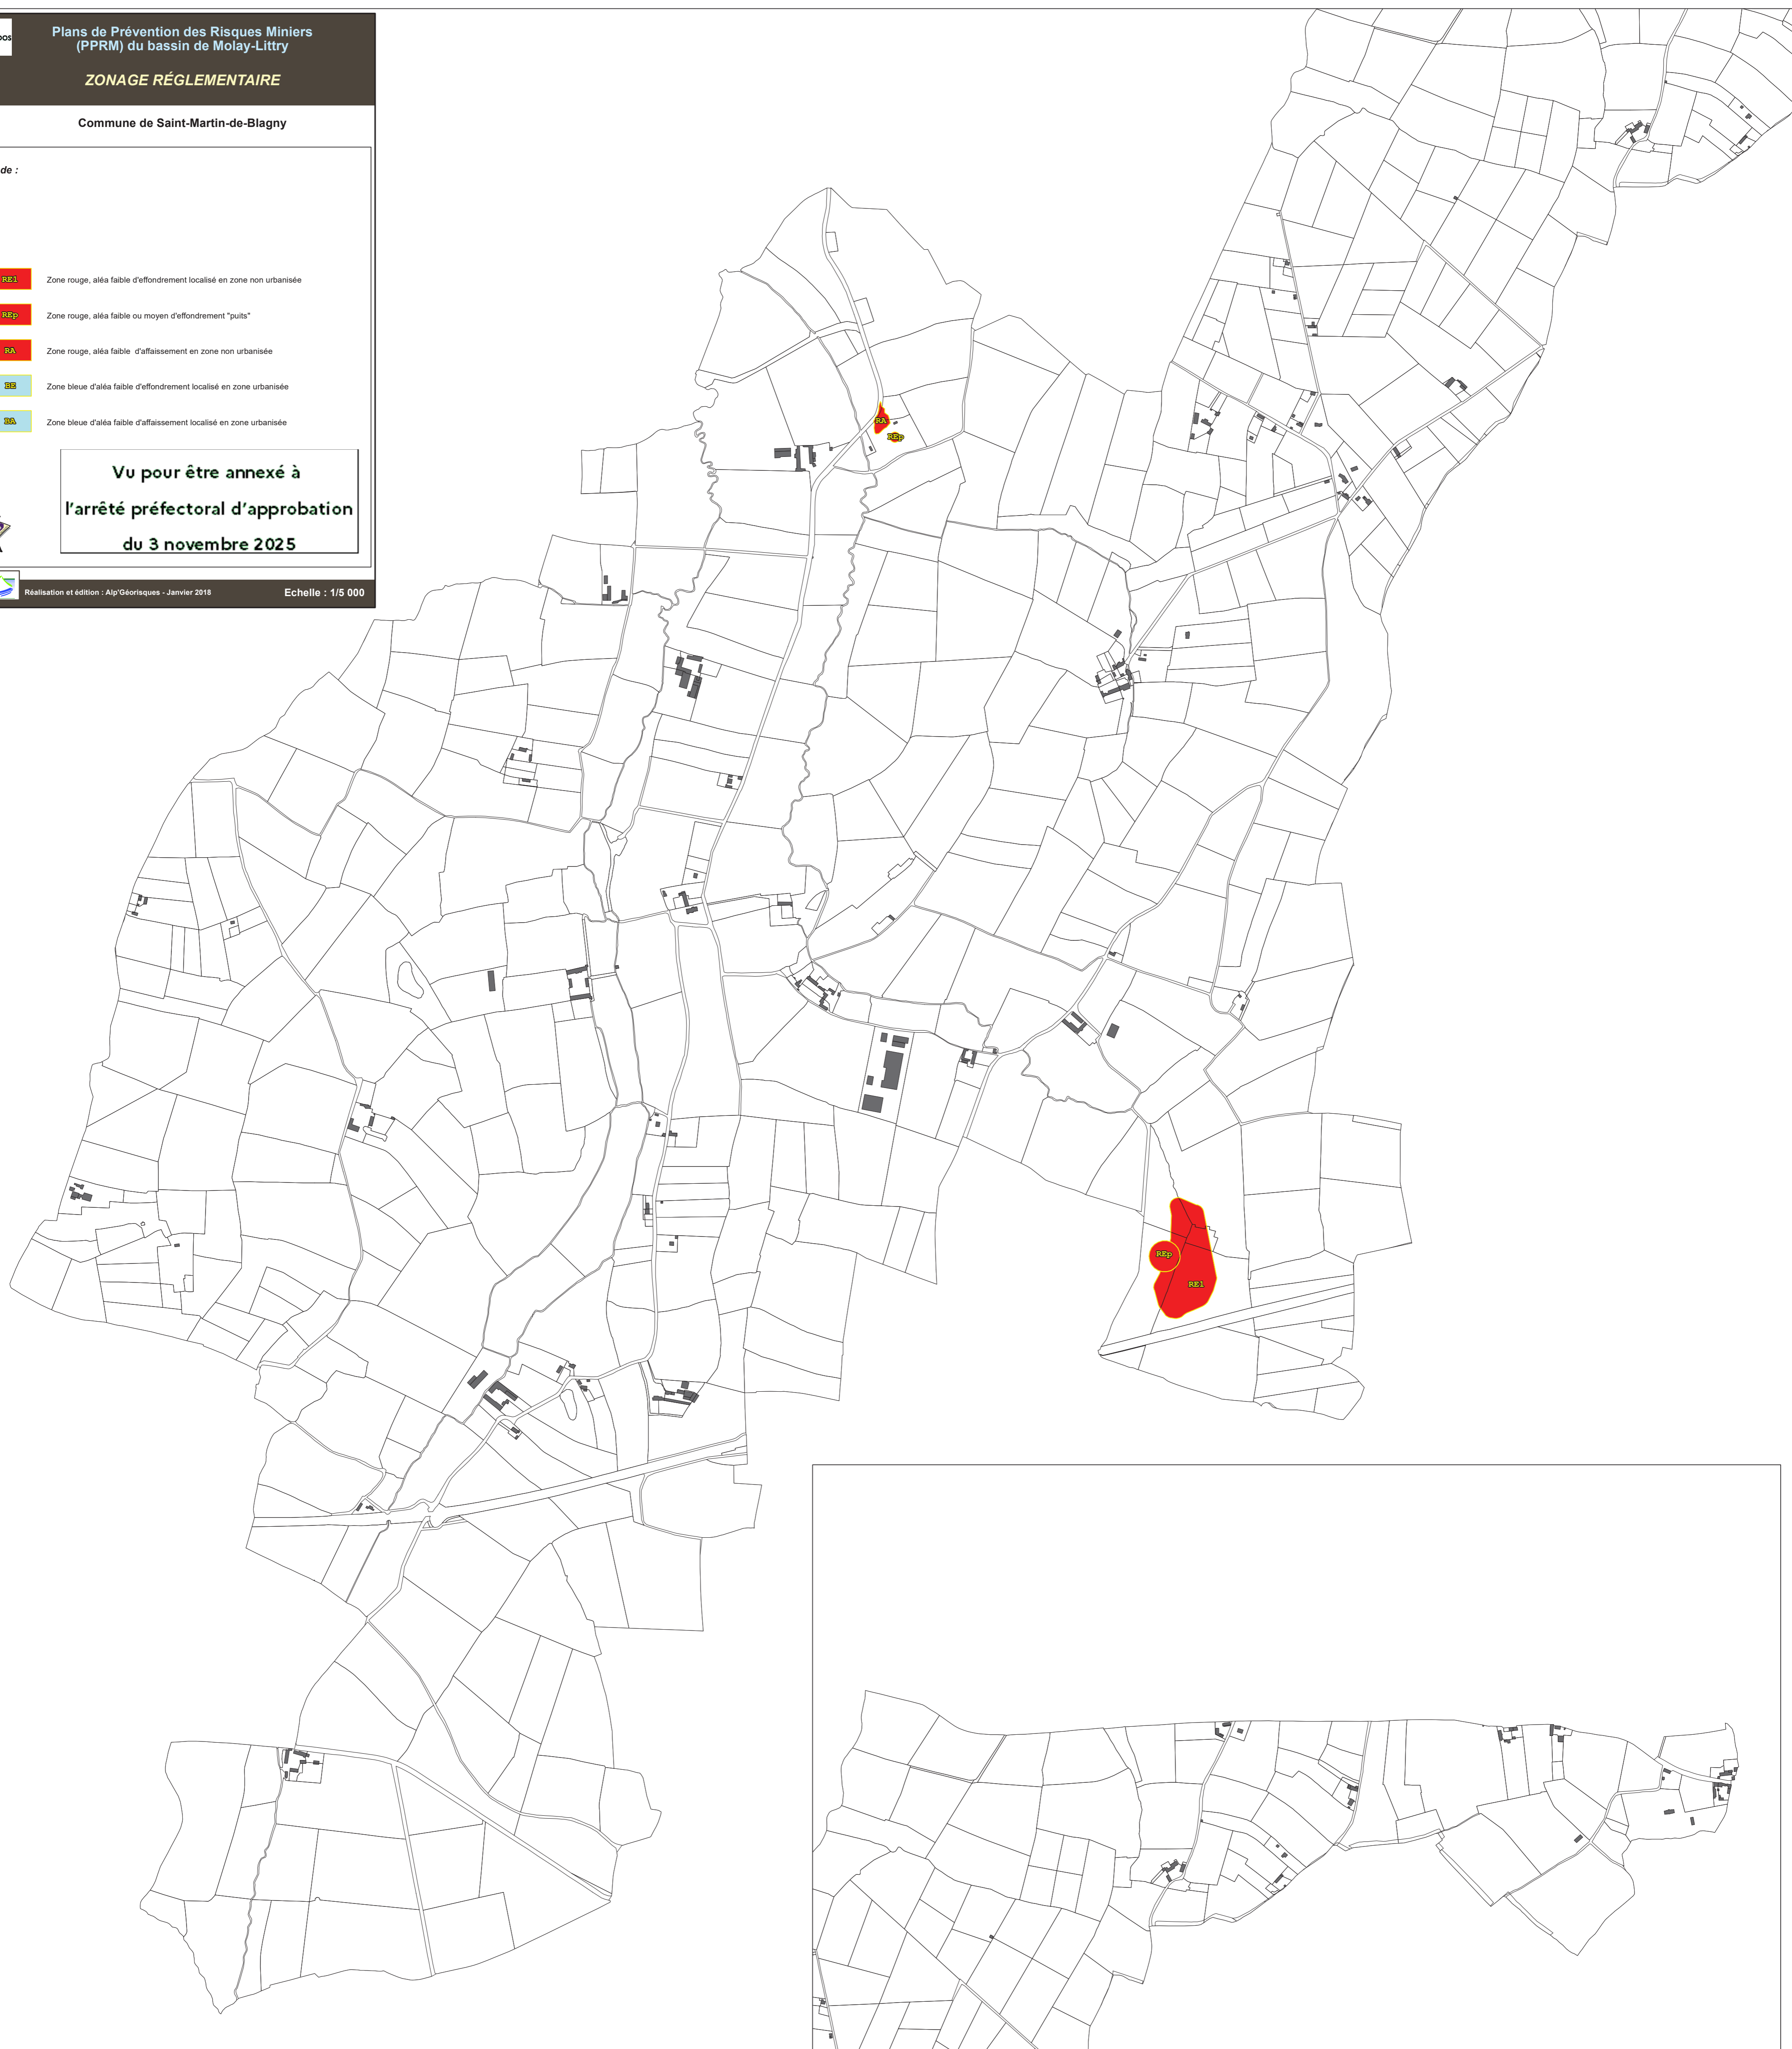 Plans de Prévention des Risques Miniers
(PPRM) du bassin de Molay-Littry
ZONAGE RÉGLEMENTAIRE
Commune de Saint-Martin-de-Blagny
de :
RE1 Zone rouge, aléa faible d'effondrement localisé en zone non urbanisée
REp Zone rouge, aléa faible ou moyen d'effondrement "puits"
RA Zone rouge, aléa faible d'affaissement en zone non urbanisée
BE Zone bleue d'aléa faible d'effondrement localisé en zone urbanisée
BA Zone bleue d'aléa faible d'affaissement localisé en zone urbanisée
Vu pour être annexé à
l'arrêté préfectoral d'approbation
du 3 novembre 2025
Réalisation et édition : Alp'Géorisques - Janvier 2018 Echelle : 1/5 000
RA
REp
REp
RE1